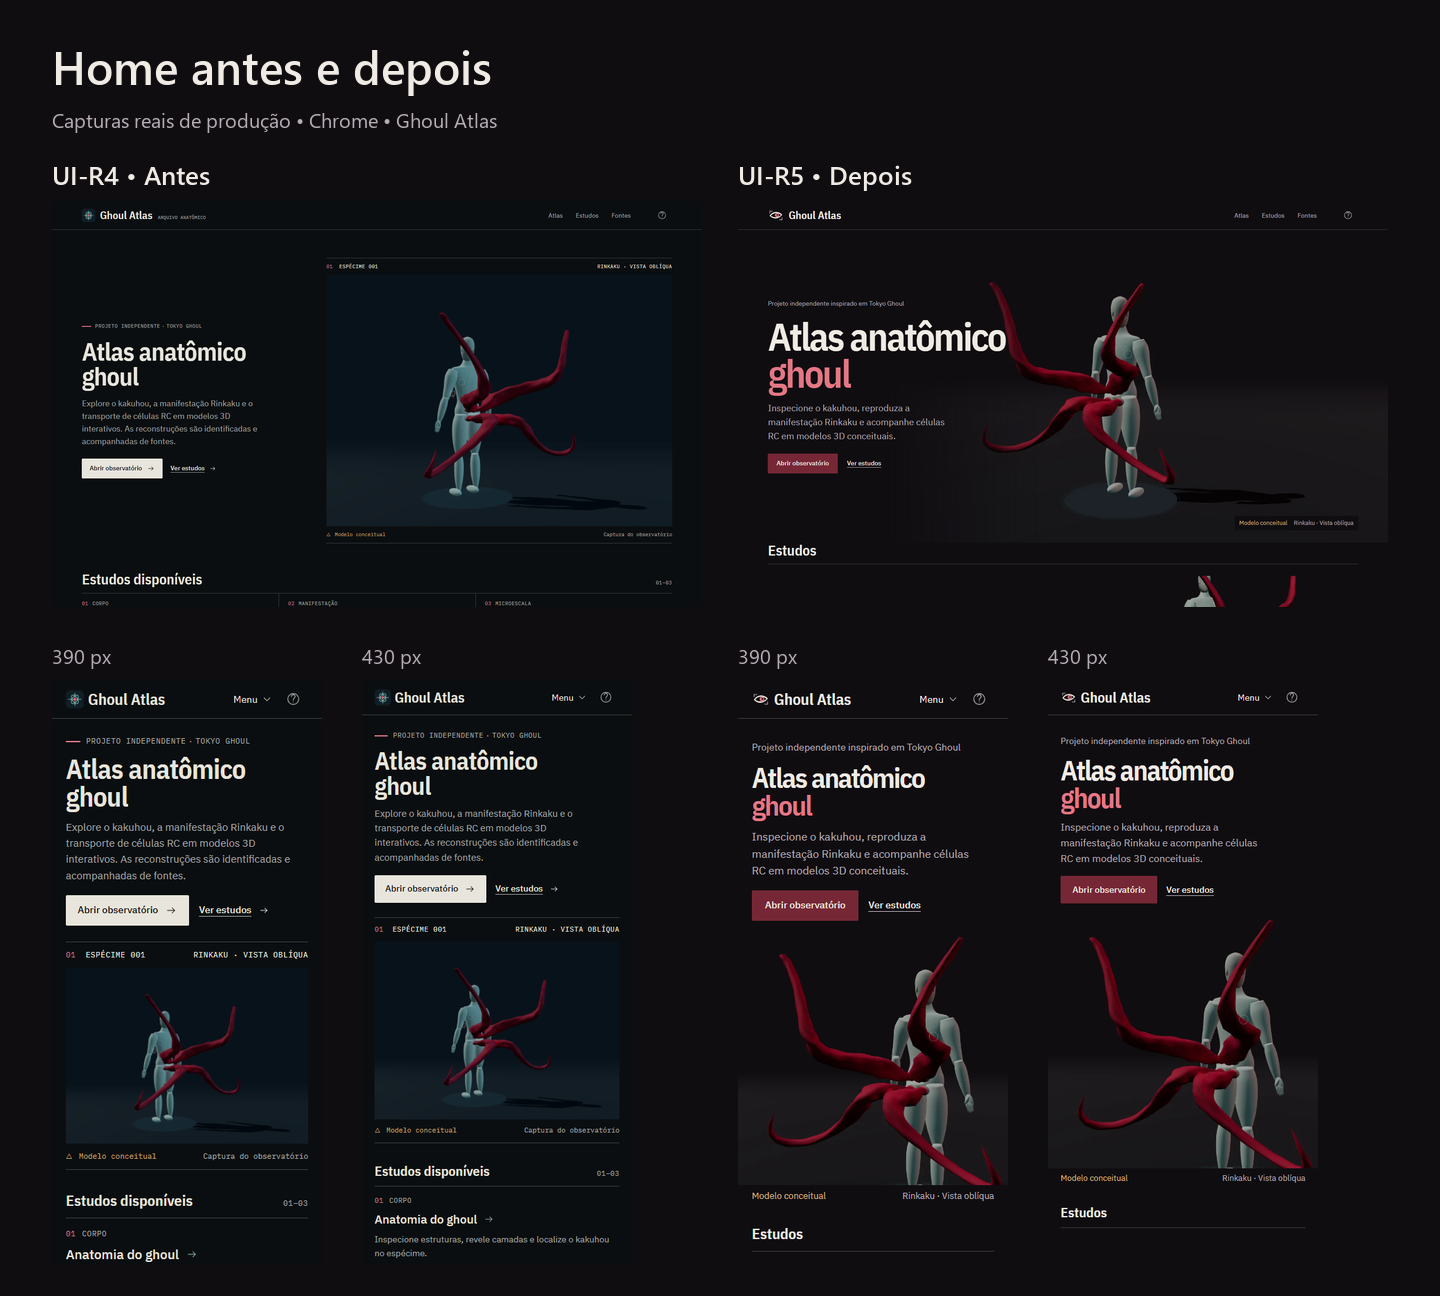 Home antes e depois
Capturas reais de produção • Chrome • Ghoul Atlas
UI-R4 • Antes
Ghoul Atlas ARQUIVO ANATÔMICO
Atlas Estudos Fontes ?
01 ESPÉCIME 001 RINKAKU · VISTA OBLÍQUA
PROJETO INDEPENDENTE · TOKYO GHOUL
Atlas anatômico
ghoul
Explore o kakuhou, a manifestação Rinkaku e o
transporte de células RC em modelos 3D
interativos. As reconstruções são identificadas e
acompanhadas de fontes.
Abrir observatório → Ver estudos →
Modelo conceitual Captura do observatório
Estudos disponíveis 01—03
01 CORPO 02 MANIFESTAÇÃO 03 MICROESCALA
UI-R5 • Depois
Ghoul Atlas
Atlas Estudos Fontes ?
Projeto independente inspirado em Tokyo Ghoul
Atlas anatômico
ghoul
Inspecione o kakuhou, reproduza a
manifestação Rinkaku e acompanhe células
RC em modelos 3D conceituais.
Abrir observatório Ver estudos
Modelo conceitual Rinkaku · Vista oblíqua
Estudos
390 px
Ghoul Atlas Menu ?
PROJETO INDEPENDENTE · TOKYO GHOUL
Atlas anatômico
ghoul
Explore o kakuhou, a manifestação Rinkaku e o
transporte de células RC em modelos 3D
interativos. As reconstruções são identificadas e
acompanhadas de fontes.
Abrir observatório → Ver estudos →
01 ESPÉCIME 001 RINKAKU · VISTA OBLÍQUA
Modelo conceitual Captura do observatório
Estudos disponíveis 01—03
01 CORPO
Anatomia do ghoul →
430 px
Ghoul Atlas Menu ?
PROJETO INDEPENDENTE · TOKYO GHOUL
Atlas anatômico
ghoul
Explore o kakuhou, a manifestação Rinkaku e o
transporte de células RC em modelos 3D
interativos. As reconstruções são identificadas e
acompanhadas de fontes.
Abrir observatório → Ver estudos →
01 ESPÉCIME 001 RINKAKU · VISTA OBLÍQUA
Modelo conceitual Captura do observatório
Estudos disponíveis 01—03
01 CORPO
Anatomia do ghoul →
Inspecione estruturas, revele camadas e localize o kakuhou
no espécime.
390 px
Ghoul Atlas Menu ?
Projeto independente inspirado em Tokyo Ghoul
Atlas anatômico
ghoul
Inspecione o kakuhou, reproduza a
manifestação Rinkaku e acompanhe células
RC em modelos 3D conceituais.
Abrir observatório Ver estudos
Modelo conceitual Rinkaku · Vista oblíqua
Estudos
430 px
Ghoul Atlas Menu ?
Projeto independente inspirado em Tokyo Ghoul
Atlas anatômico
ghoul
Inspecione o kakuhou, reproduza a
manifestação Rinkaku e acompanhe células
RC em modelos 3D conceituais.
Abrir observatório Ver estudos
Modelo conceitual Rinkaku · Vista oblíqua
Estudos